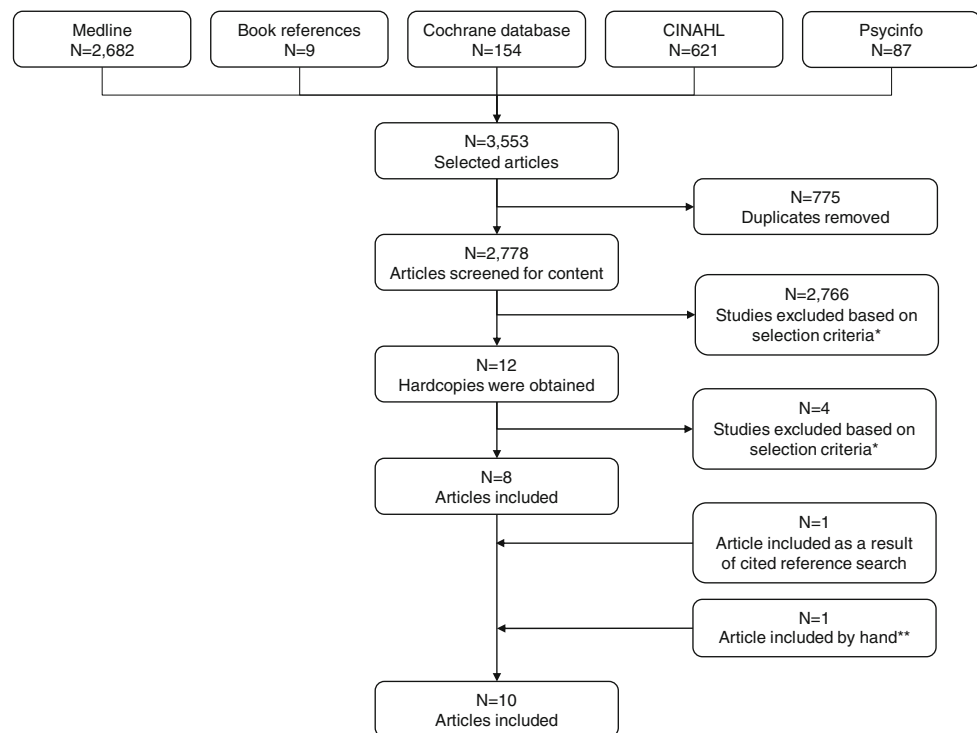 Medline
N=2,682
Book references
N=9
Cochrane database
N=154
CINAHL
N=621
Psycinfo
N=87
N=3,553
Selected articles
N=775
Duplicates removed
N=2,778
Articles screened for content
N=2,766
Studies excluded based on
selection criteria*
N=12
Hardcopies were obtained
N=4
Studies excluded based on
selection criteria*
N=8
Articles included
N=1
Article included as a result
of cited reference search
N=1
Article included by hand**
N=10
Articles included